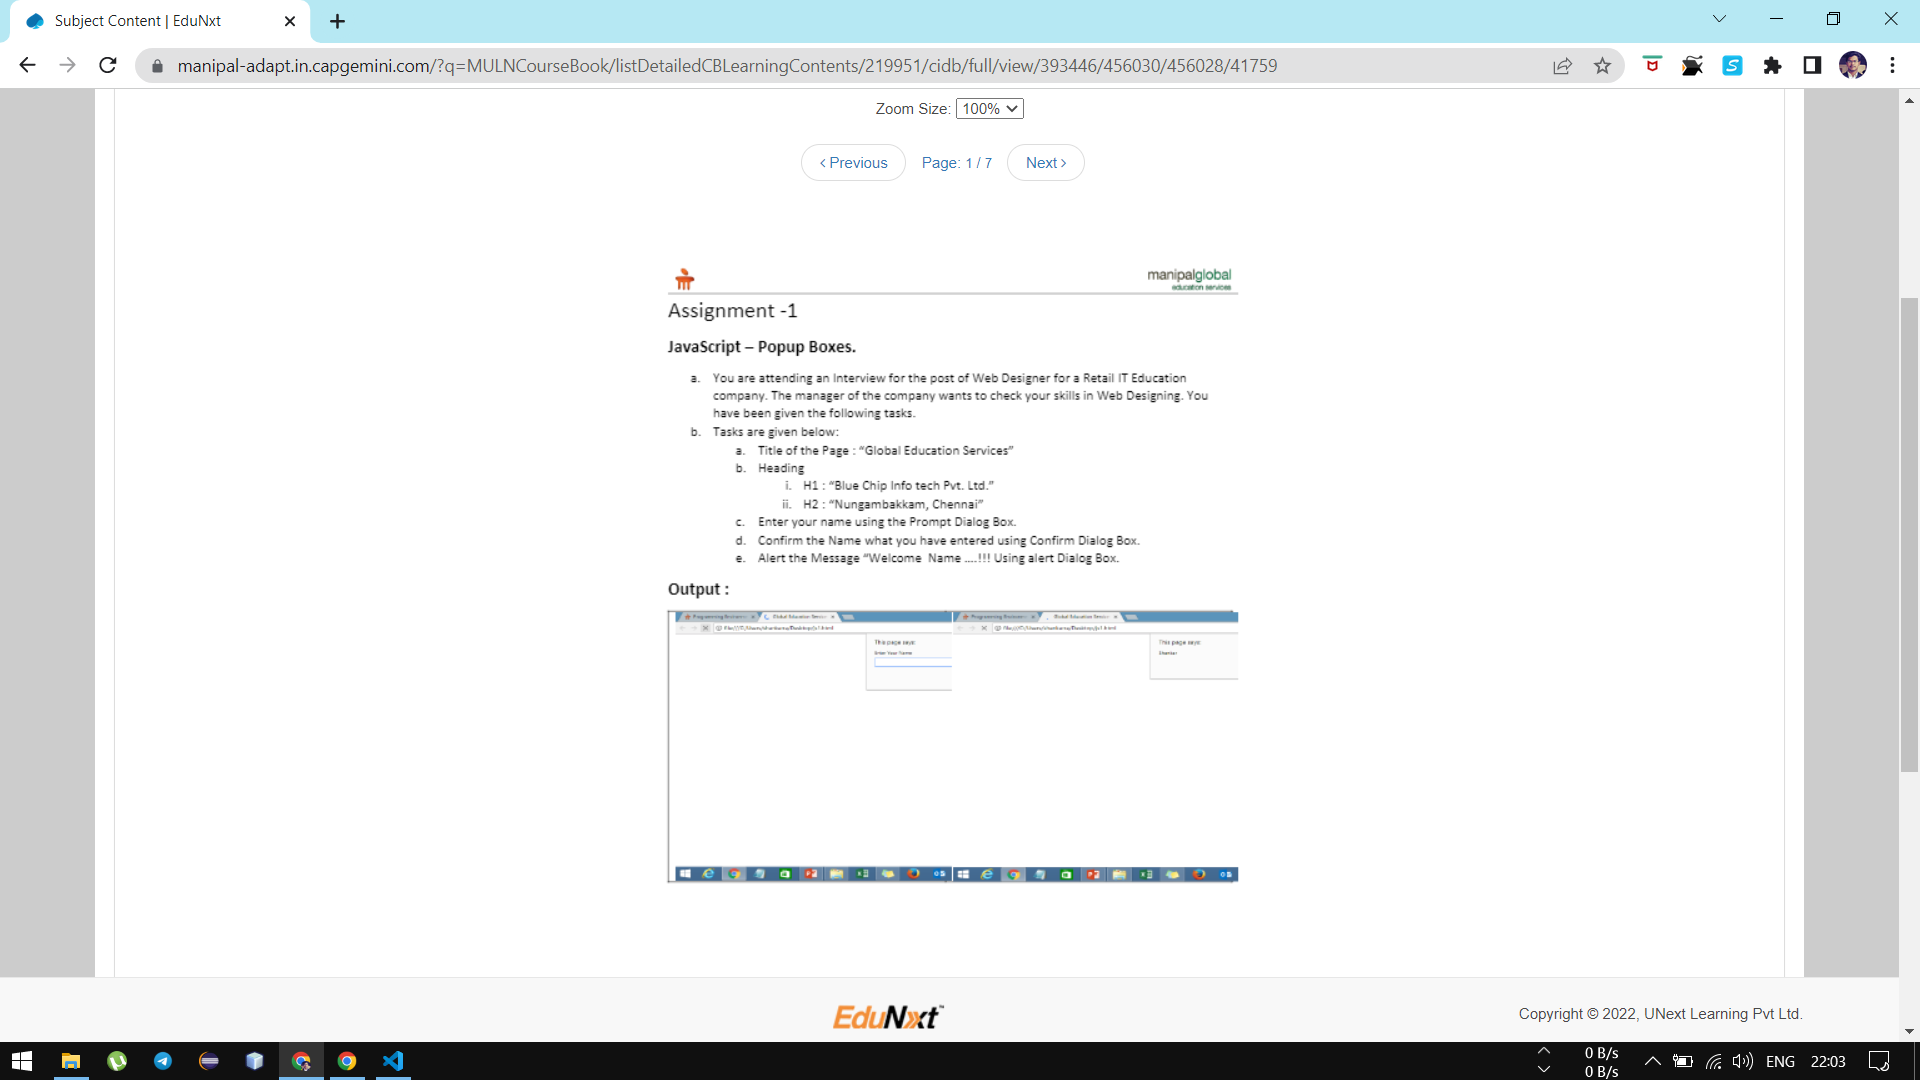 Subject Content | EduNxt
manipal-adapt.in.capgemini.com/?q=MULNCourseBook/listDetailedCBLearningContents/219951/cidb/full/view/393446/456030/456028/41759
Zoom Size: 100%
‹ Previous Page: 1 / 7 Next ›
manipalglobal
education services
Assignment -1
JavaScript – Popup Boxes.
a. You are attending an Interview for the post of Web Designer for a Retail IT Education
company. The manager of the company wants to check your skills in Web Designing. You
have been given the following tasks.
b. Tasks are given below:
a. Title of the Page : “Global Education Services”
b. Heading
i. H1 : “Blue Chip Info tech Pvt. Ltd.”
ii. H2 : “Nungambakkam, Chennai”
c. Enter your name using the Prompt Dialog Box.
d. Confirm the Name what you have entered using Confirm Dialog Box.
e. Alert the Message “Welcome Name ....!!! Using alert Dialog Box.
Output :
This page says:
Enter Your Name
This page says:
Shankar
EduNxt™
Copyright © 2022, UNext Learning Pvt Ltd.
0 B/s
0 B/s
ENG 22:03